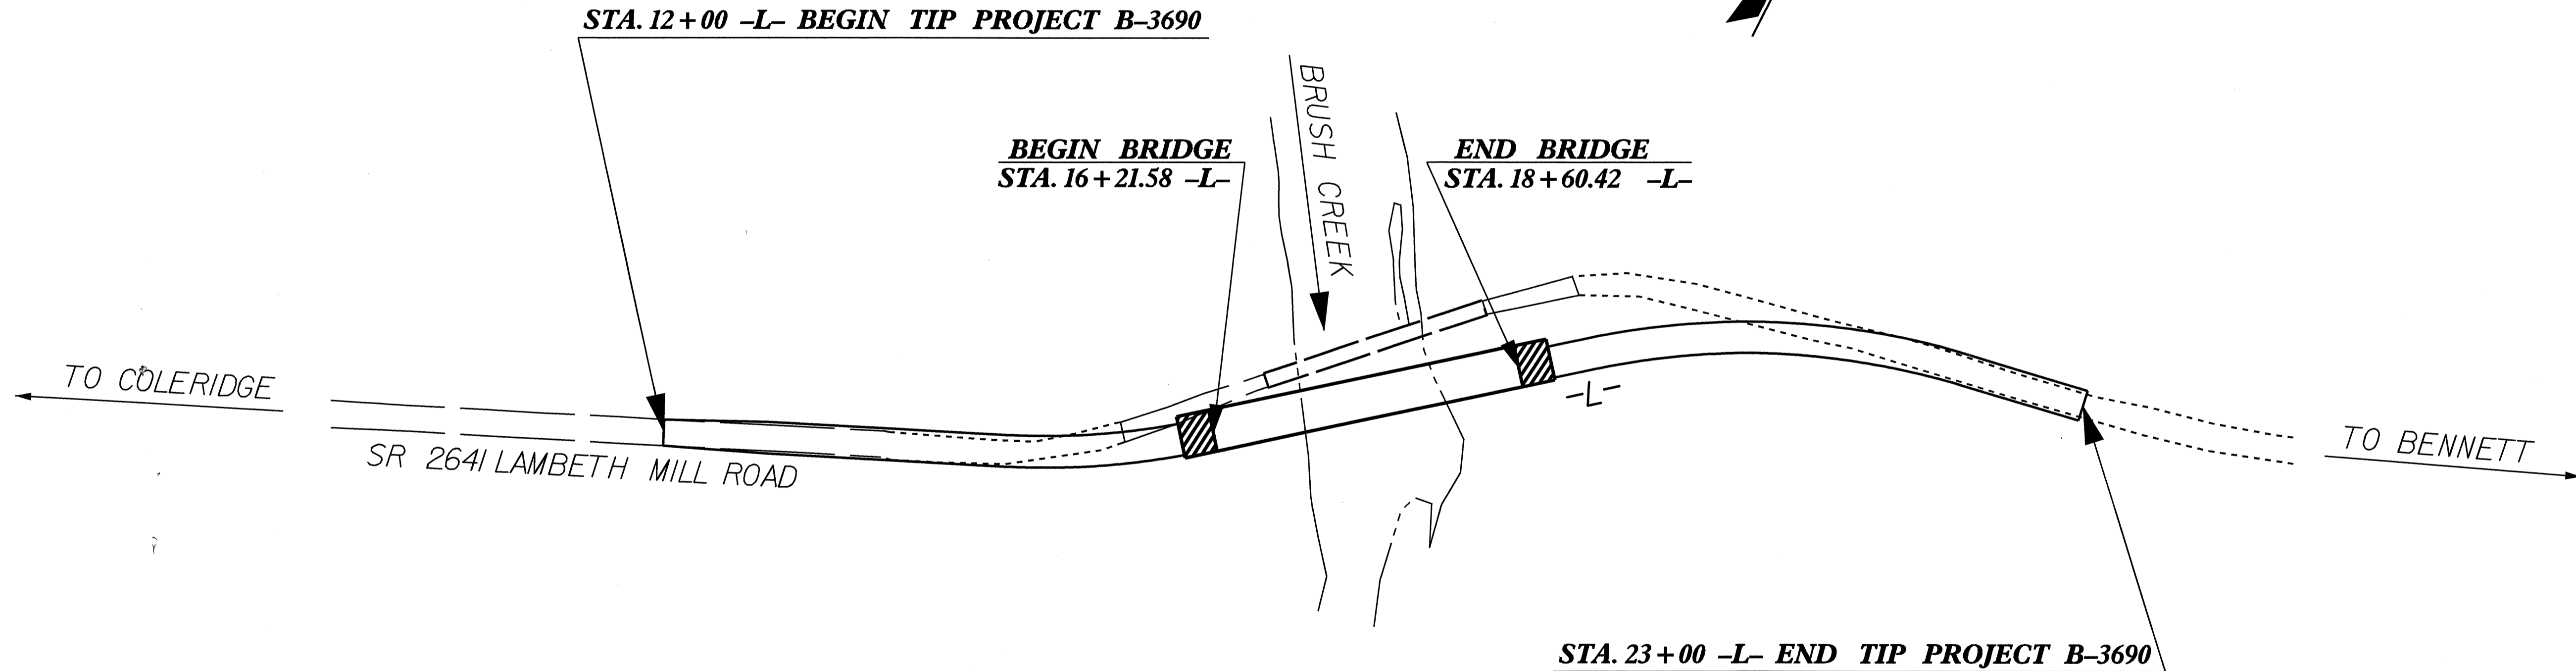 STA. 12+00 -L- BEGIN TIP PROJECT B-3690
BRUSH CREEK
BEGIN BRIDGE
STA. 16+21.58 -L-
END BRIDGE
STA. 18+60.42 -L-
TO COLERIDGE
SR 2641 LAMBETH MILL ROAD
-L-
TO BENNETT
STA. 23+00 -L- END TIP PROJECT B-3690